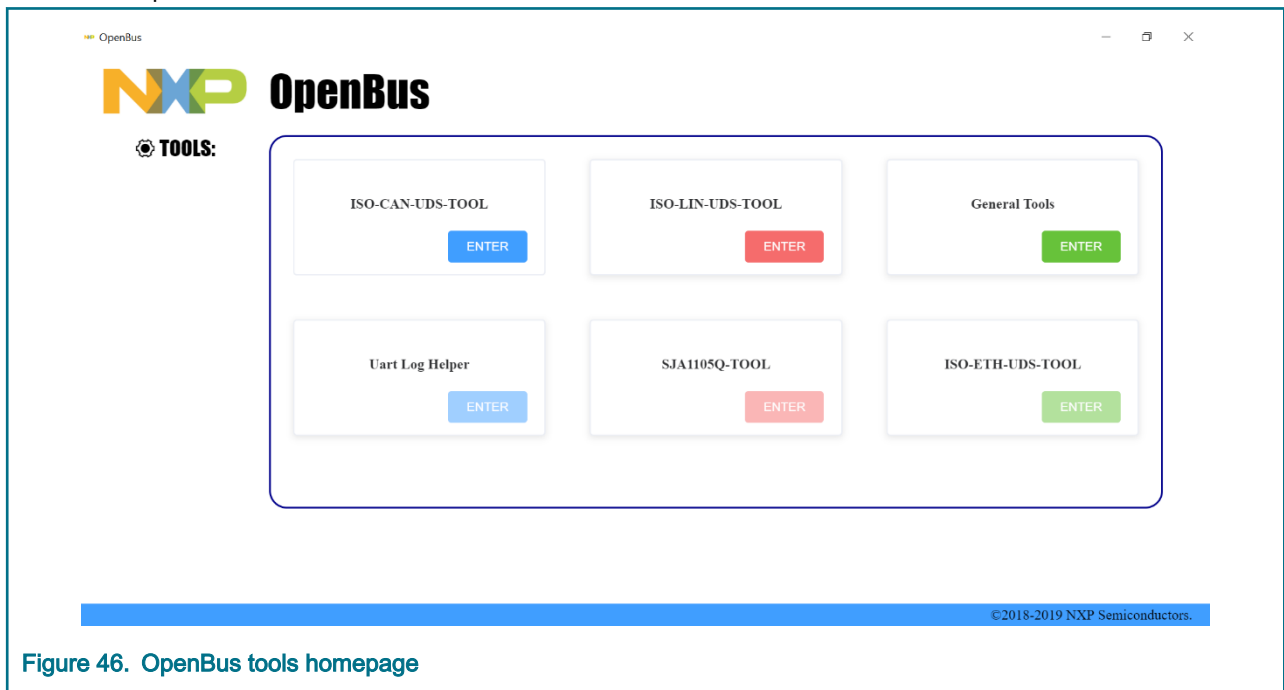 OpenBus
NXP OpenBus
TOOLS:
ISO-CAN-UDS-TOOL
ENTER
ISO-LIN-UDS-TOOL
ENTER
General Tools
ENTER
Uart Log Helper
ENTER
SJA1105Q-TOOL
ENTER
ISO-ETH-UDS-TOOL
ENTER
©2018-2019 NXP Semiconductors.
Figure 46. OpenBus tools homepage